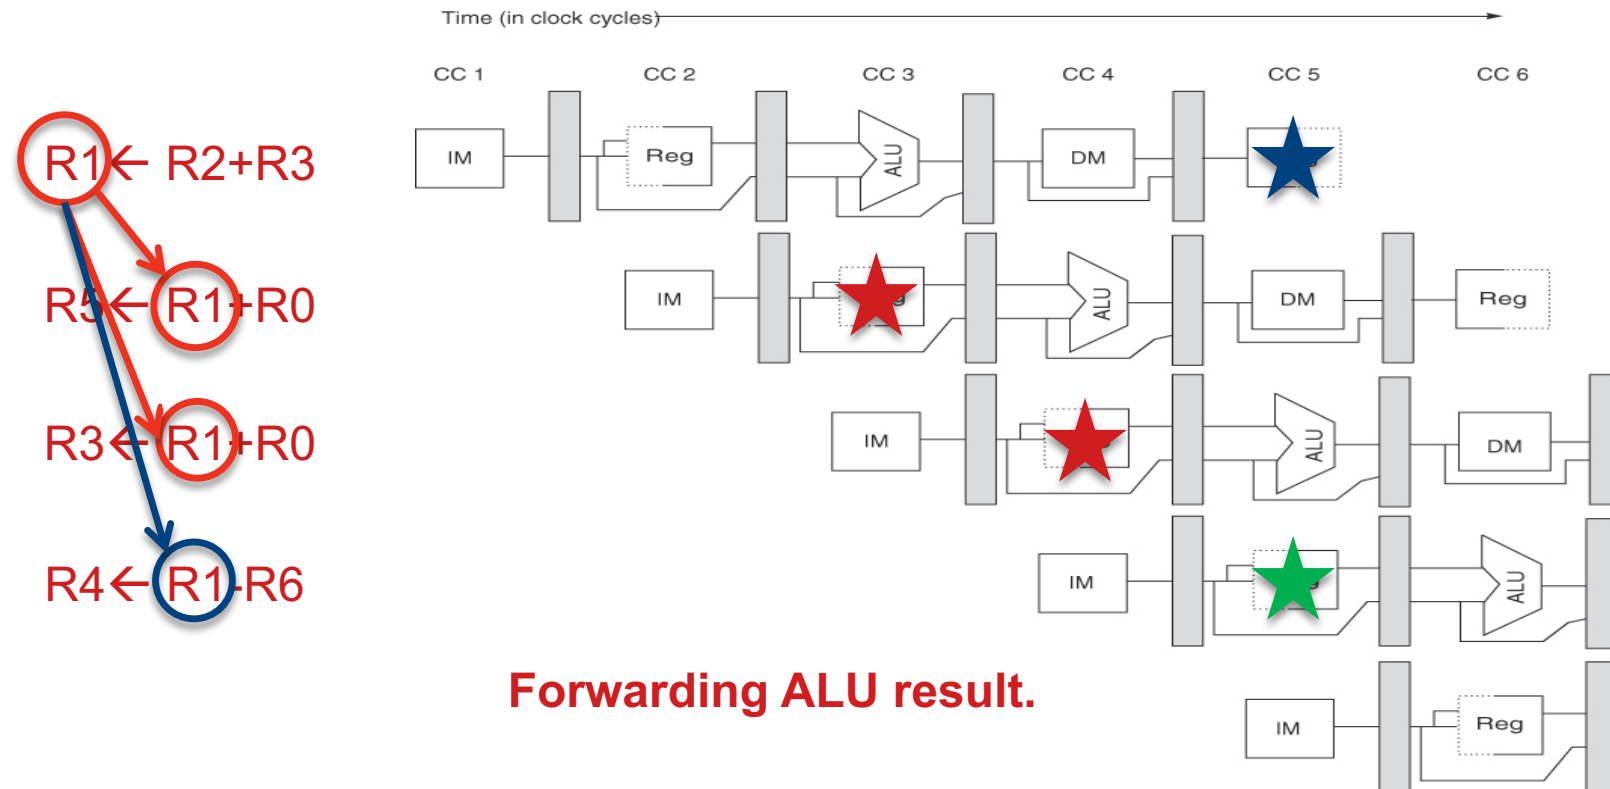 Time (in clock cycles)
CC 1 CC 2 CC 3 CC 4 CC 5 CC 6
R1← R2+R3
IM Reg ALU DM
R5← R1+R0
IM ALU DM Reg
R3← R1+R0
IM ALU DM
R4← R1-R6
IM ALU
Forwarding ALU result.
IM Reg